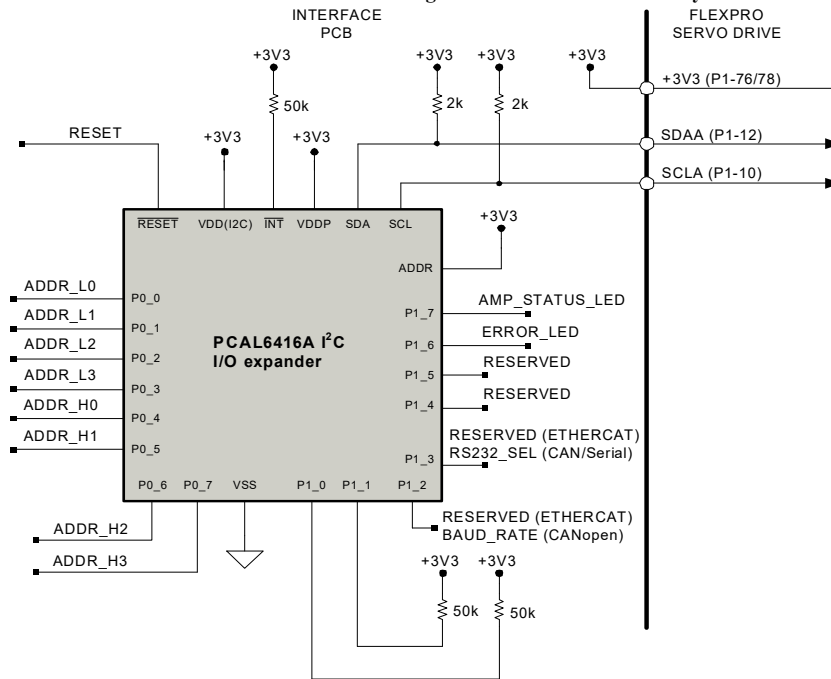 INTERFACE
PCB
FLEXPRO
SERVO DRIVE
+3V3
+3V3
+3V3
+3V3
+3V3 (P1-76/78)
50k
2k
2k
RESET
+3V3
+3V3
SDAA (P1-12)
SCLA (P1-10)
RESET
VDD(I2C)
INT
VDDP
SDA
SCL
+3V3
ADDR
ADDR_L0
P0_0
ADDR_L1
P0_1
ADDR_L2
P0_2
ADDR_L3
P0_3
ADDR_H0
P0_4
ADDR_H1
P0_5
PCAL6416A I²C
I/O expander
P1_7
AMP_STATUS_LED
P1_6
ERROR_LED
P1_5
RESERVED
P1_4
RESERVED
P1_3
RESERVED (ETHERCAT)
RS232_SEL (CAN/Serial)
P0_6
P0_7
VSS
P1_0
P1_1
P1_2
ADDR_H2
ADDR_H3
RESERVED (ETHERCAT)
BAUD_RATE (CANopen)
+3V3
+3V3
50k
50k